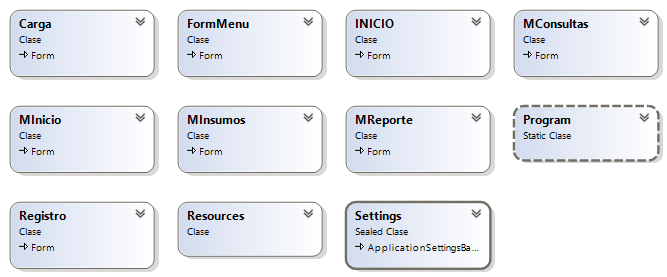 Carga
Clase
Form
FormMenu
Clase
Form
INICIO
Clase
Form
MConsultas
Clase
Form
MInicio
Clase
Form
MInsumos
Clase
Form
MReporte
Clase
Form
Program
Static Clase
Registro
Clase
Form
Resources
Clase
Settings
Sealed Clase
ApplicationSettingsBa...